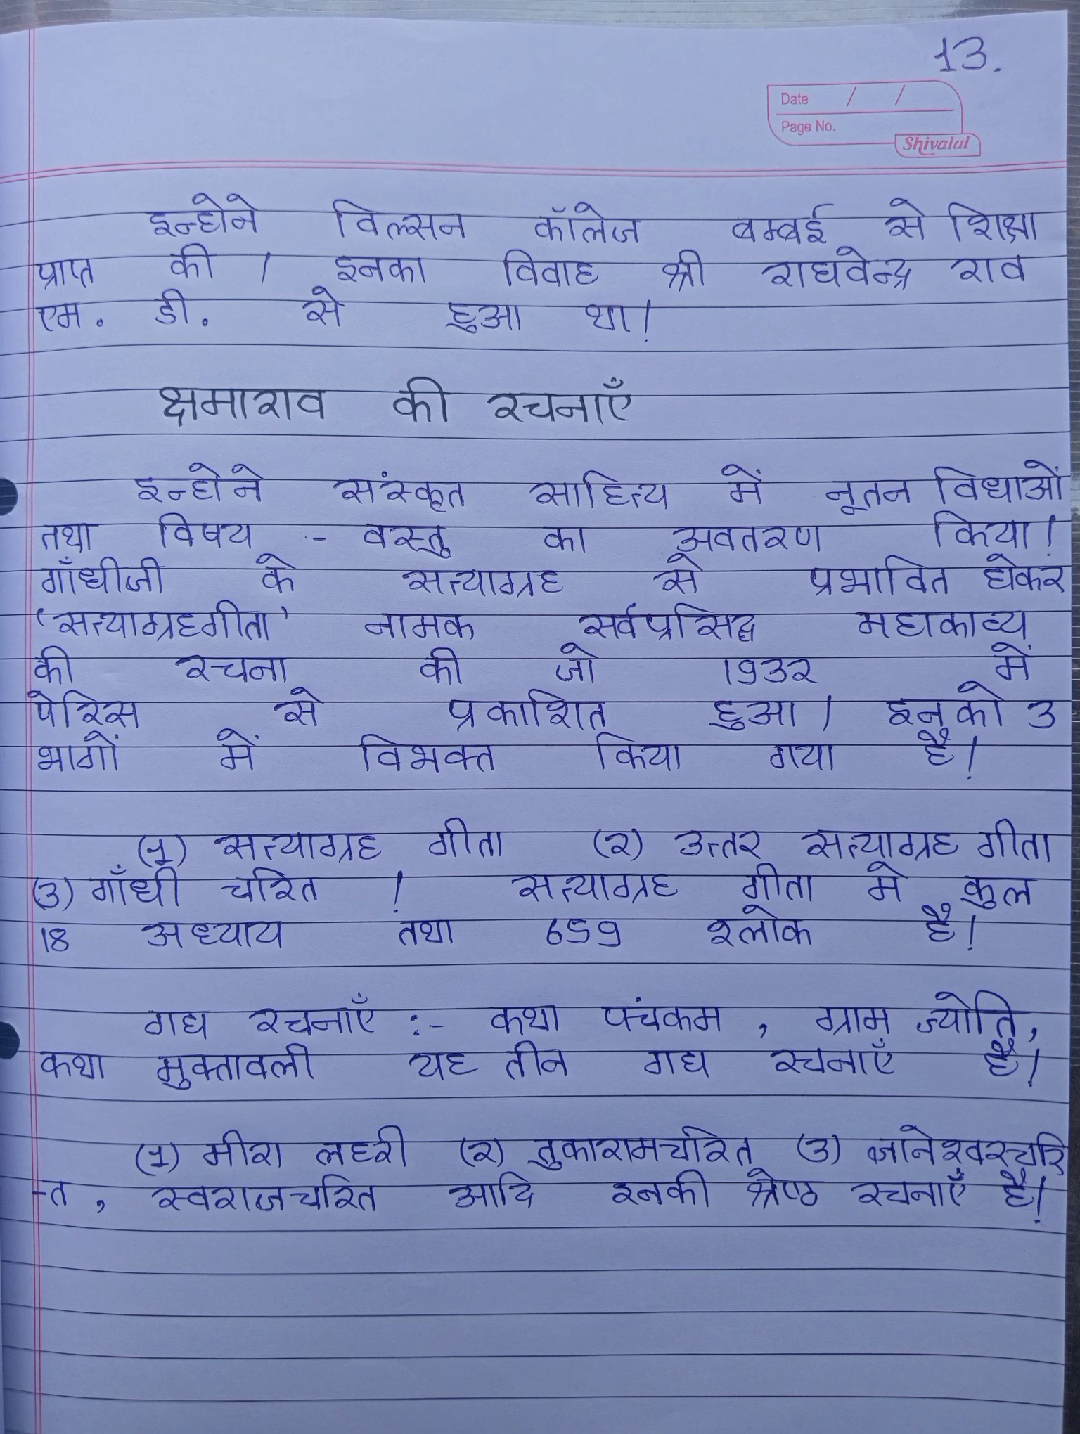 13.
Date / /
Page No.
Shivalal
इन्होने विल्सन कॉलेज बम्बई से शिक्षा
प्राप्त की । इनका विवाह श्री राघवेन्द्र राव
एम. डी. से हुआ था!
क्षमाराव की रचनाएँ
इन्होने संस्कृत साहित्य में नूतन विधाओं
तथा विषय :- वस्तु का अवतरण किया!
गाँधीजी के सत्याग्रह से प्रभावित होकर
'सत्याग्रहगीता' नामक सर्वप्रसिद्ध महाकाव्य
की रचना की जो 1932 में
पेरिस से प्रकाशित हुआ। इनको 3
भागों में विभक्त किया गया है!
(1) सत्याग्रह गीता (2) उत्तर सत्याग्रह गीता
(3) गाँधी चरित ! सत्याग्रह गीता मे कुल
18 अध्याय तथा 659 श्लोक है!
गद्य रचनाएँ :- कथा पंचकम , ग्राम ज्योति,
कथा मुक्तावली यह तीन गद्य रचनाएँ है।
(1) मीरा लहरी (2) तुकारामचरित (3) ज्ञानेश्वरचरि
-त , स्वराजचरित आदि इनकी श्रेष्ठ रचनाएँ है!